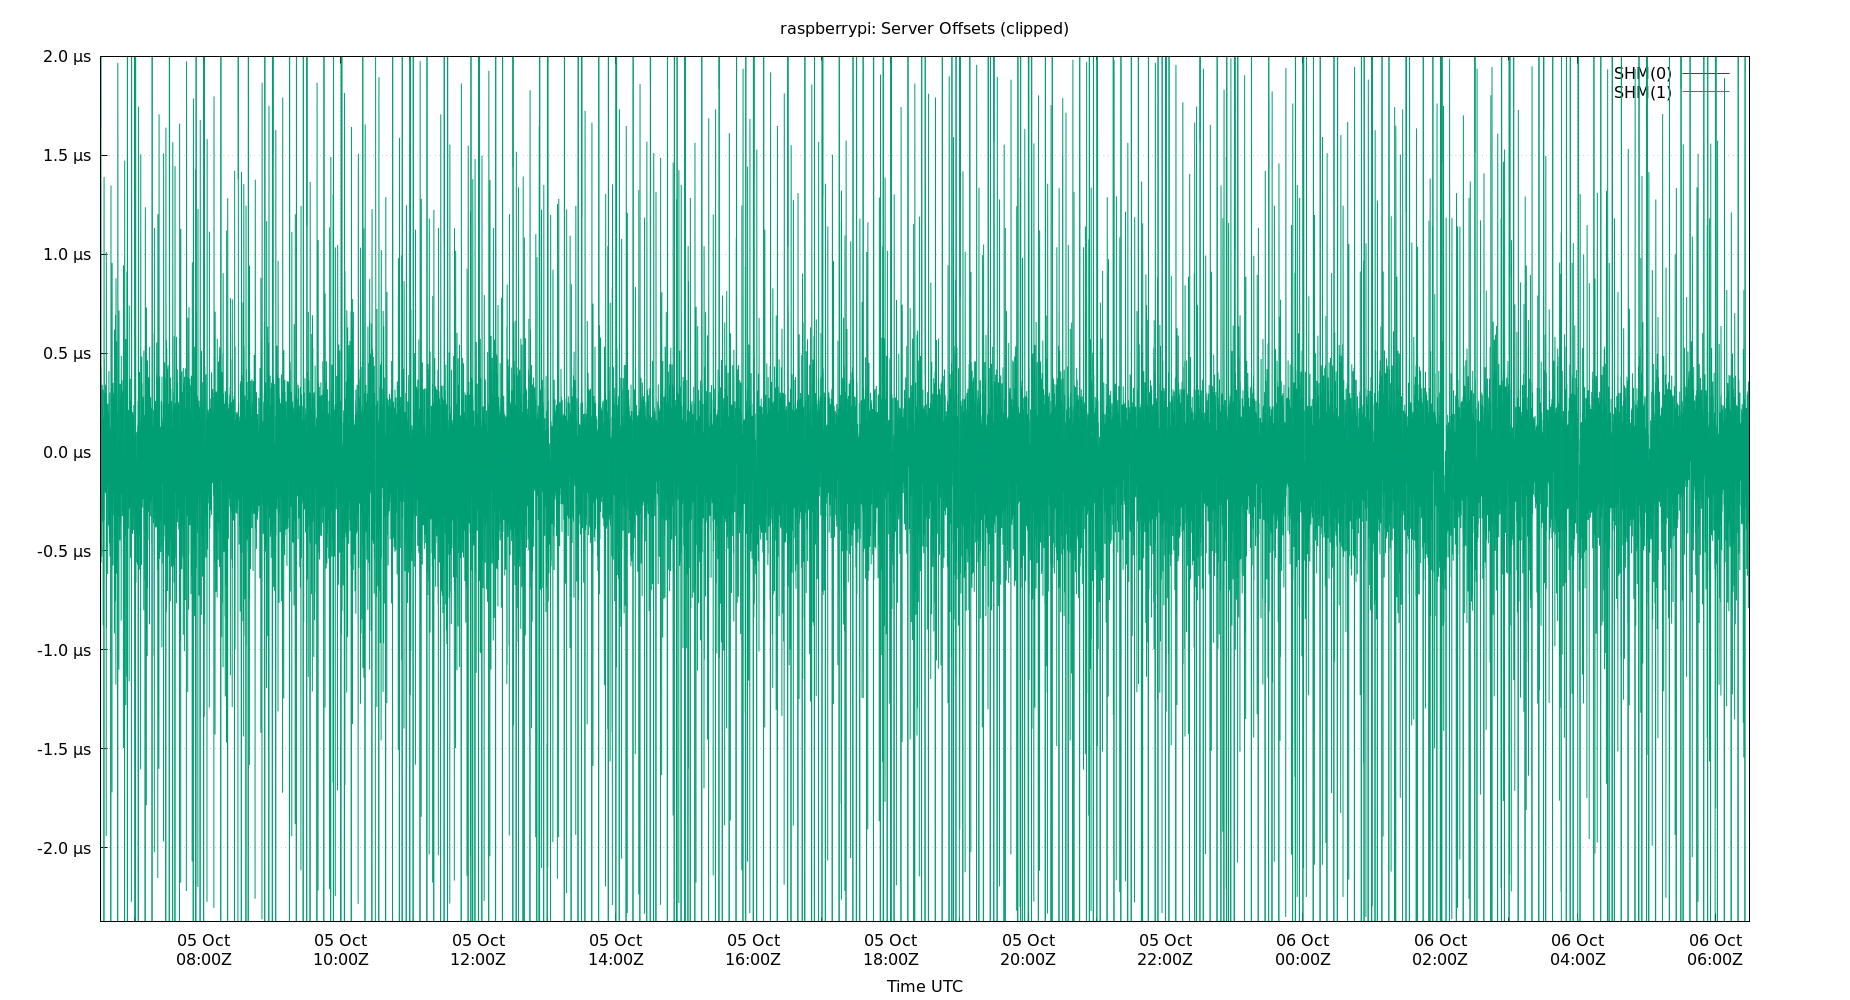 raspberrypi: Server Offsets (clipped)
2.0 µs
1.5 µs
1.0 µs
0.5 µs
0.0 µs
-0.5 µs
-1.0 µs
-1.5 µs
-2.0 µs
SHM(0)
SHM(1)
05 Oct 05 Oct 05 Oct 05 Oct 05 Oct 05 Oct 05 Oct 05 Oct 06 Oct 06 Oct 06 Oct 06 Oct
08:00Z 10:00Z 12:00Z 14:00Z 16:00Z 18:00Z 20:00Z 22:00Z 00:00Z 02:00Z 04:00Z 06:00Z
Time UTC